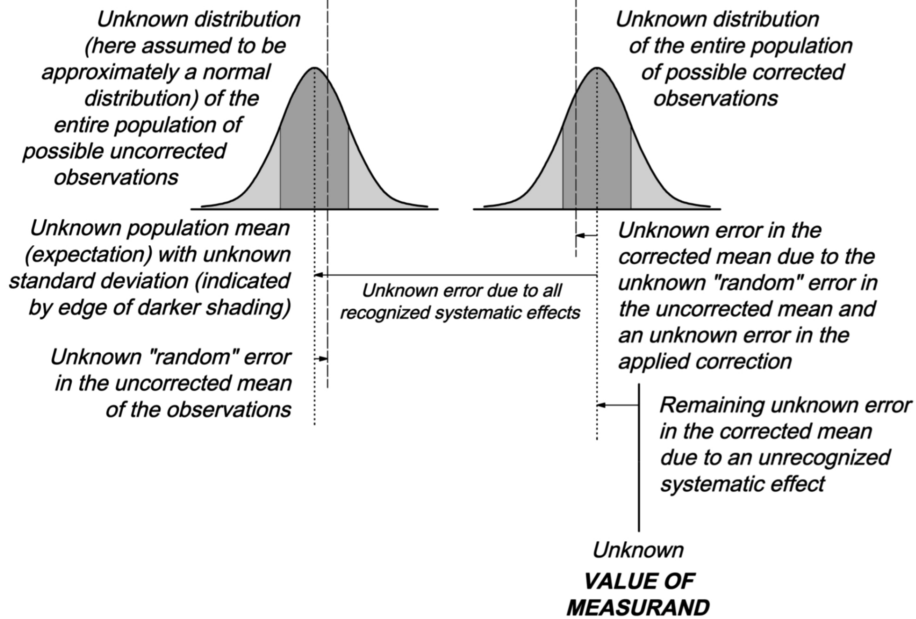 Unknown distribution
(here assumed to be
approximately a normal
distribution) of the
entire population of
possible uncorrected
observations
Unknown distribution
of the entire population
of possible corrected
observations
Unknown population mean
(expectation) with unknown
standard deviation (indicated
by edge of darker shading)
Unknown error due to all
recognized systematic effects
Unknown error in the
corrected mean due to the
unknown "random" error in
the uncorrected mean and
an unknown error in the
applied correction
Unknown "random" error
in the uncorrected mean
of the observations
Remaining unknown error
in the corrected mean
due to an unrecognized
systematic effect
Unknown
VALUE OF
MEASURAND